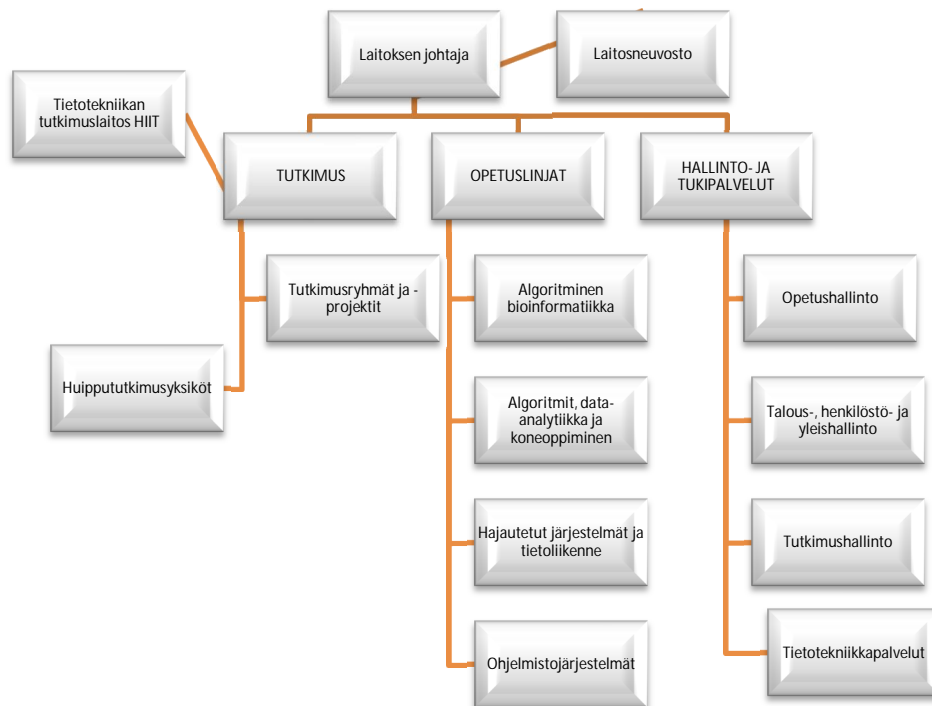 Laitoksen johtaja
Laitosneuvosto
Tietotekniikan
tutkimuslaitos HIIT
TUTKIMUS
OPETUSLINJAT
HALLINTO- JA
TUKIPALVELUT
Tutkimusryhmät ja -
projektit
Huippututkimusyksiköt
Algoritminen
bioinformatiikka
Algoritmit, data-
analytiikka ja
koneoppiminen
Hajautetut järjestelmät ja
tietoliikenne
Ohjelmistojärjestelmät
Opetushallinto
Talous-, henkilöstö- ja
yleishallinto
Tutkimushallinto
Tietotekniikkapalvelut